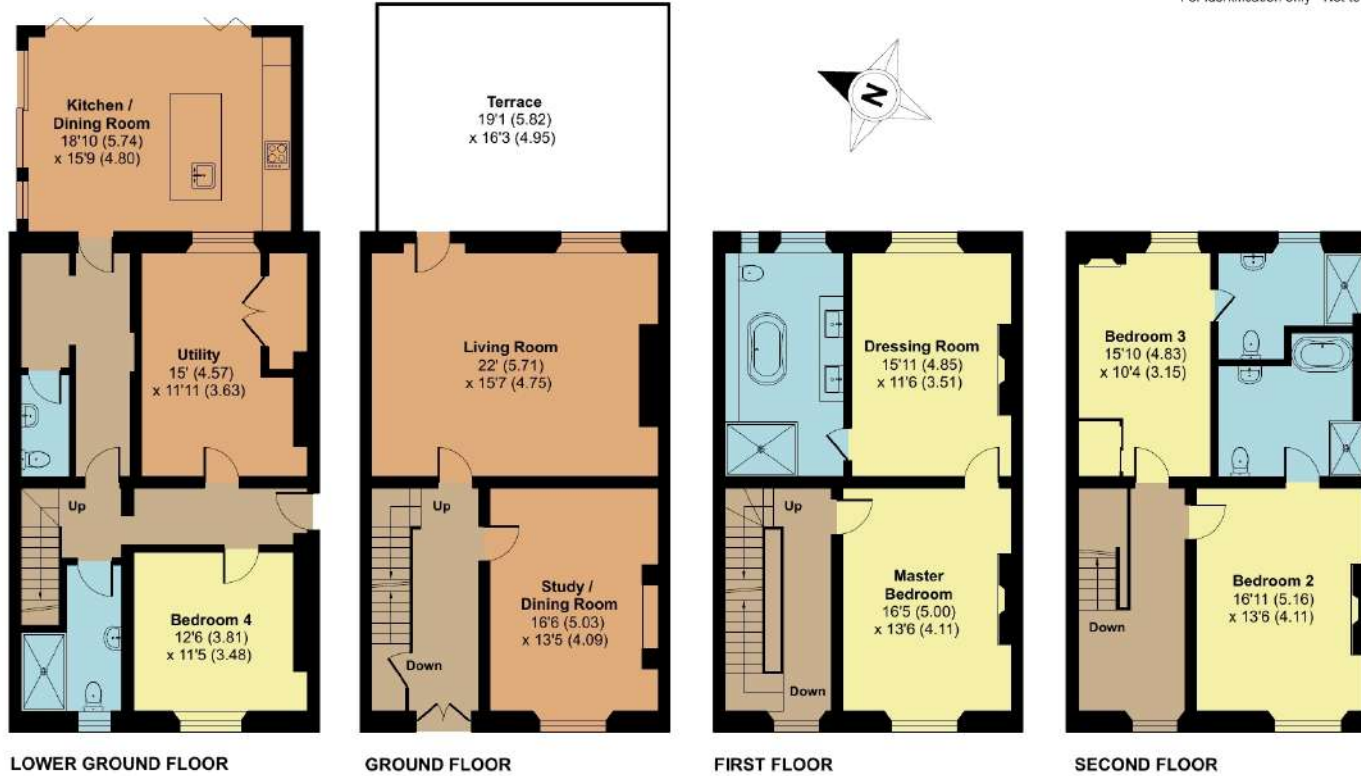 For identification only - Not to
Kitchen /
Dining Room
18'10 (5.74)
x 15'9 (4.80)
Utility
15' (4.57)
x 11'11 (3.63)
Up
Bedroom 4
12'6 (3.81)
x 11'5 (3.48)
LOWER GROUND FLOOR
Terrace
19'1 (5.82)
x 16'3 (4.95)
Living Room
22' (5.71)
x 15'7 (4.75)
Up
Study /
Dining Room
16'6 (5.03)
x 13'5 (4.09)
Down
GROUND FLOOR
N
Dressing Room
15'11 (4.85)
x 11'6 (3.51)
Up
Master
Bedroom
16'5 (5.00)
x 13'6 (4.11)
Down
FIRST FLOOR
Bedroom 3
15'10 (4.83)
x 10'4 (3.15)
Bedroom 2
16'11 (5.16)
x 13'6 (4.11)
Down
SECOND FLOOR